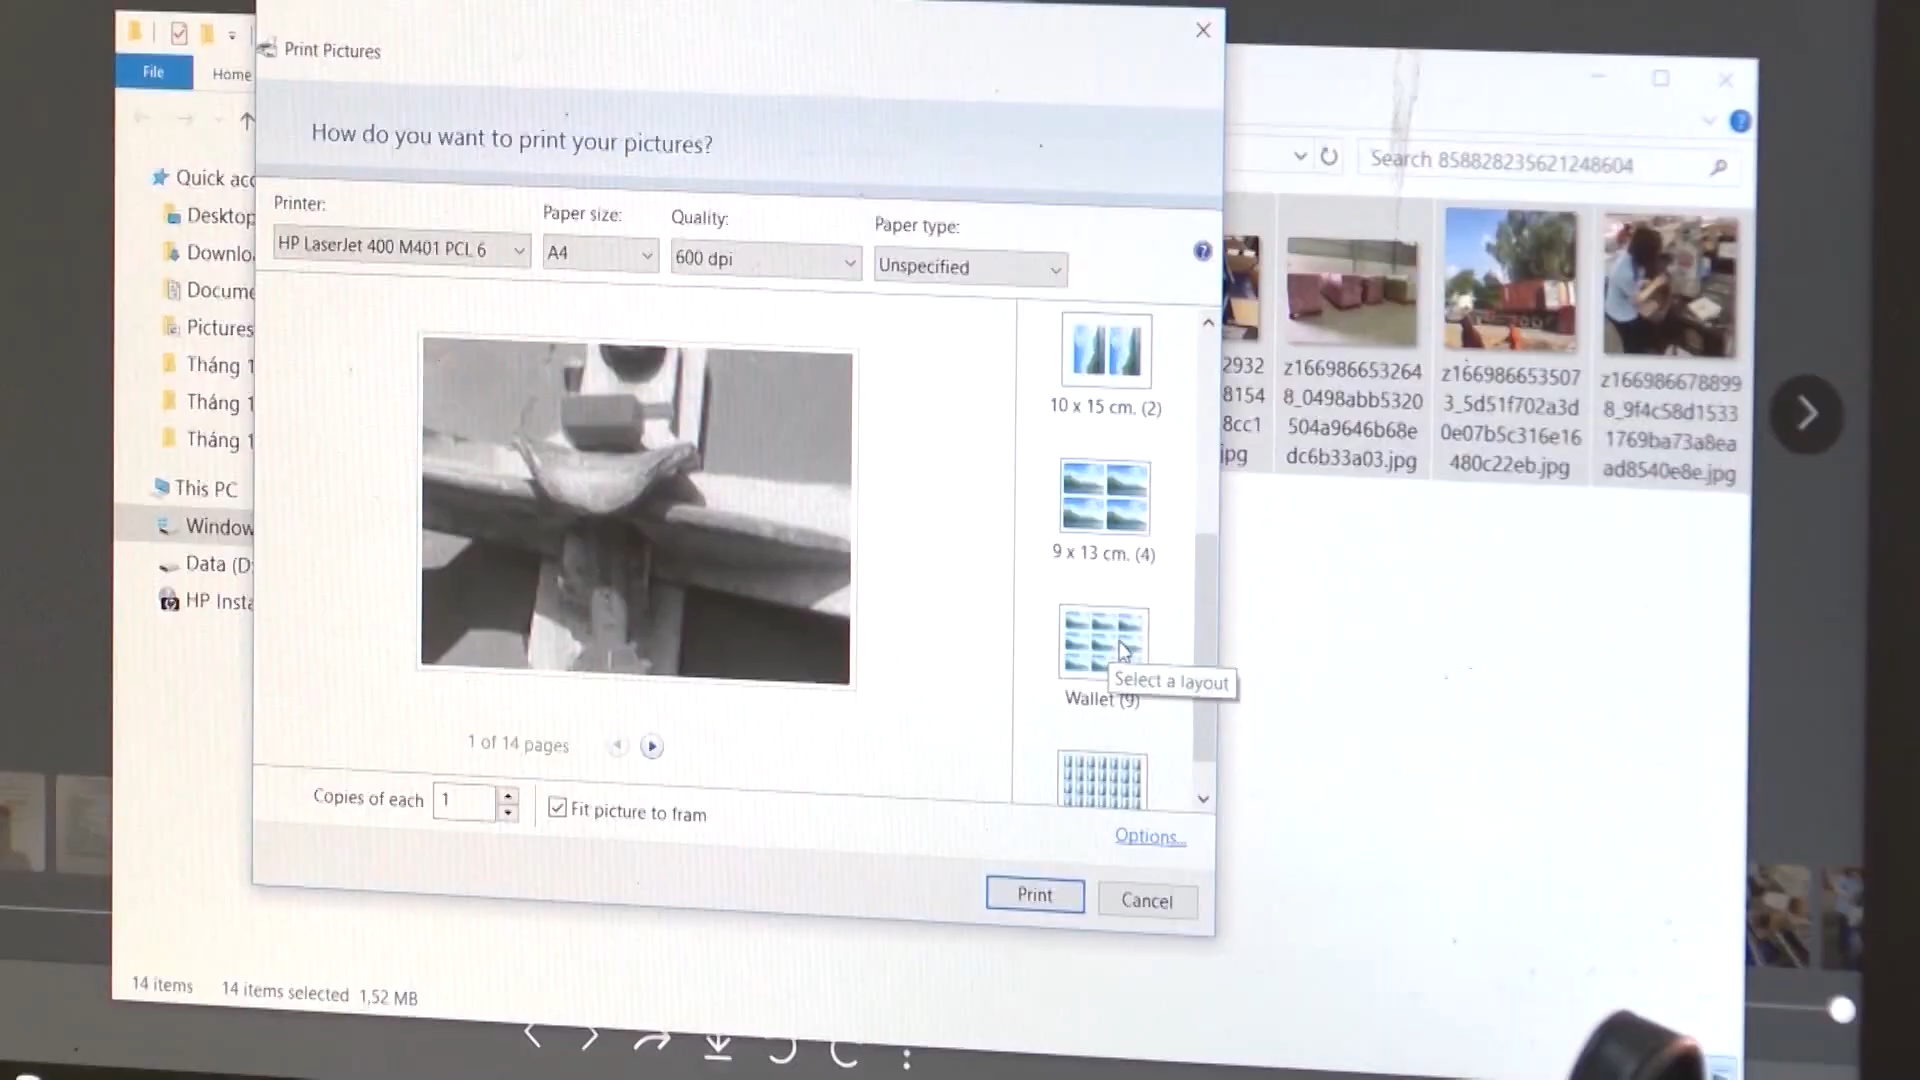 Print Pictures
File
Home
How do you want to print your pictures?
Search 858828235621248604
Quick acc
Desktop
Downlo
Docume
Pictures
Tháng 1
Tháng 1
Tháng 1
This PC
Window
Data (D:
HP Insta
Printer:
HP LaserJet 400 M401 PCL 6
Paper size:
A4
Quality:
600 dpi
Paper type:
Unspecified
10 x 15 cm. (2)
9 x 13 cm. (4)
Wallet (9)
Select a layout
1 of 14 pages
Copies of each
1
Fit picture to fram
Options...
Print
Cancel
2932
8154
8cc1
jpg
z166986653264
8_0498abb5320
504a9646b68e
dc6b33a03.jpg
z166986653507
3_5d51f702a3d
0e07b5c316e16
480c22eb.jpg
z166986678899
8_9f4c58d1533
1769ba73a8ea
ad8540e8e.jpg
14 items
14 items selected 1,52 MB